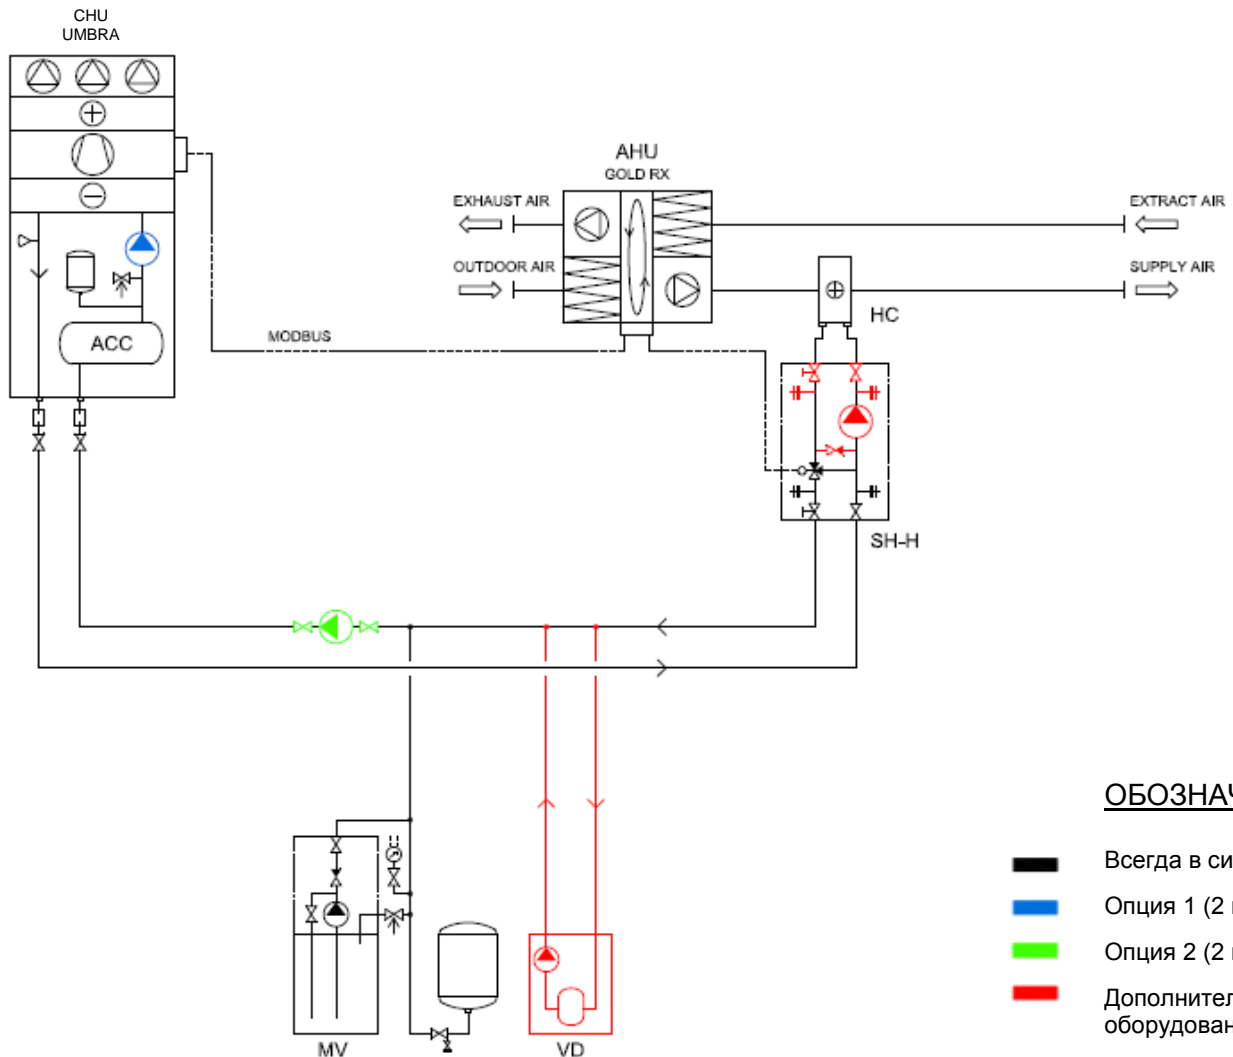 CHU
UMBRA
AHU
GOLD RX
EXHAUST AIR
EXTRACT AIR
OUTDOOR AIR
SUPPLY AIR
HC
ACC
MODBUS
SH-H
ОБОЗНАЧ
Всегда в си
Опция 1 (2
Опция 2 (2
Дополнител
оборудован
MV
VD